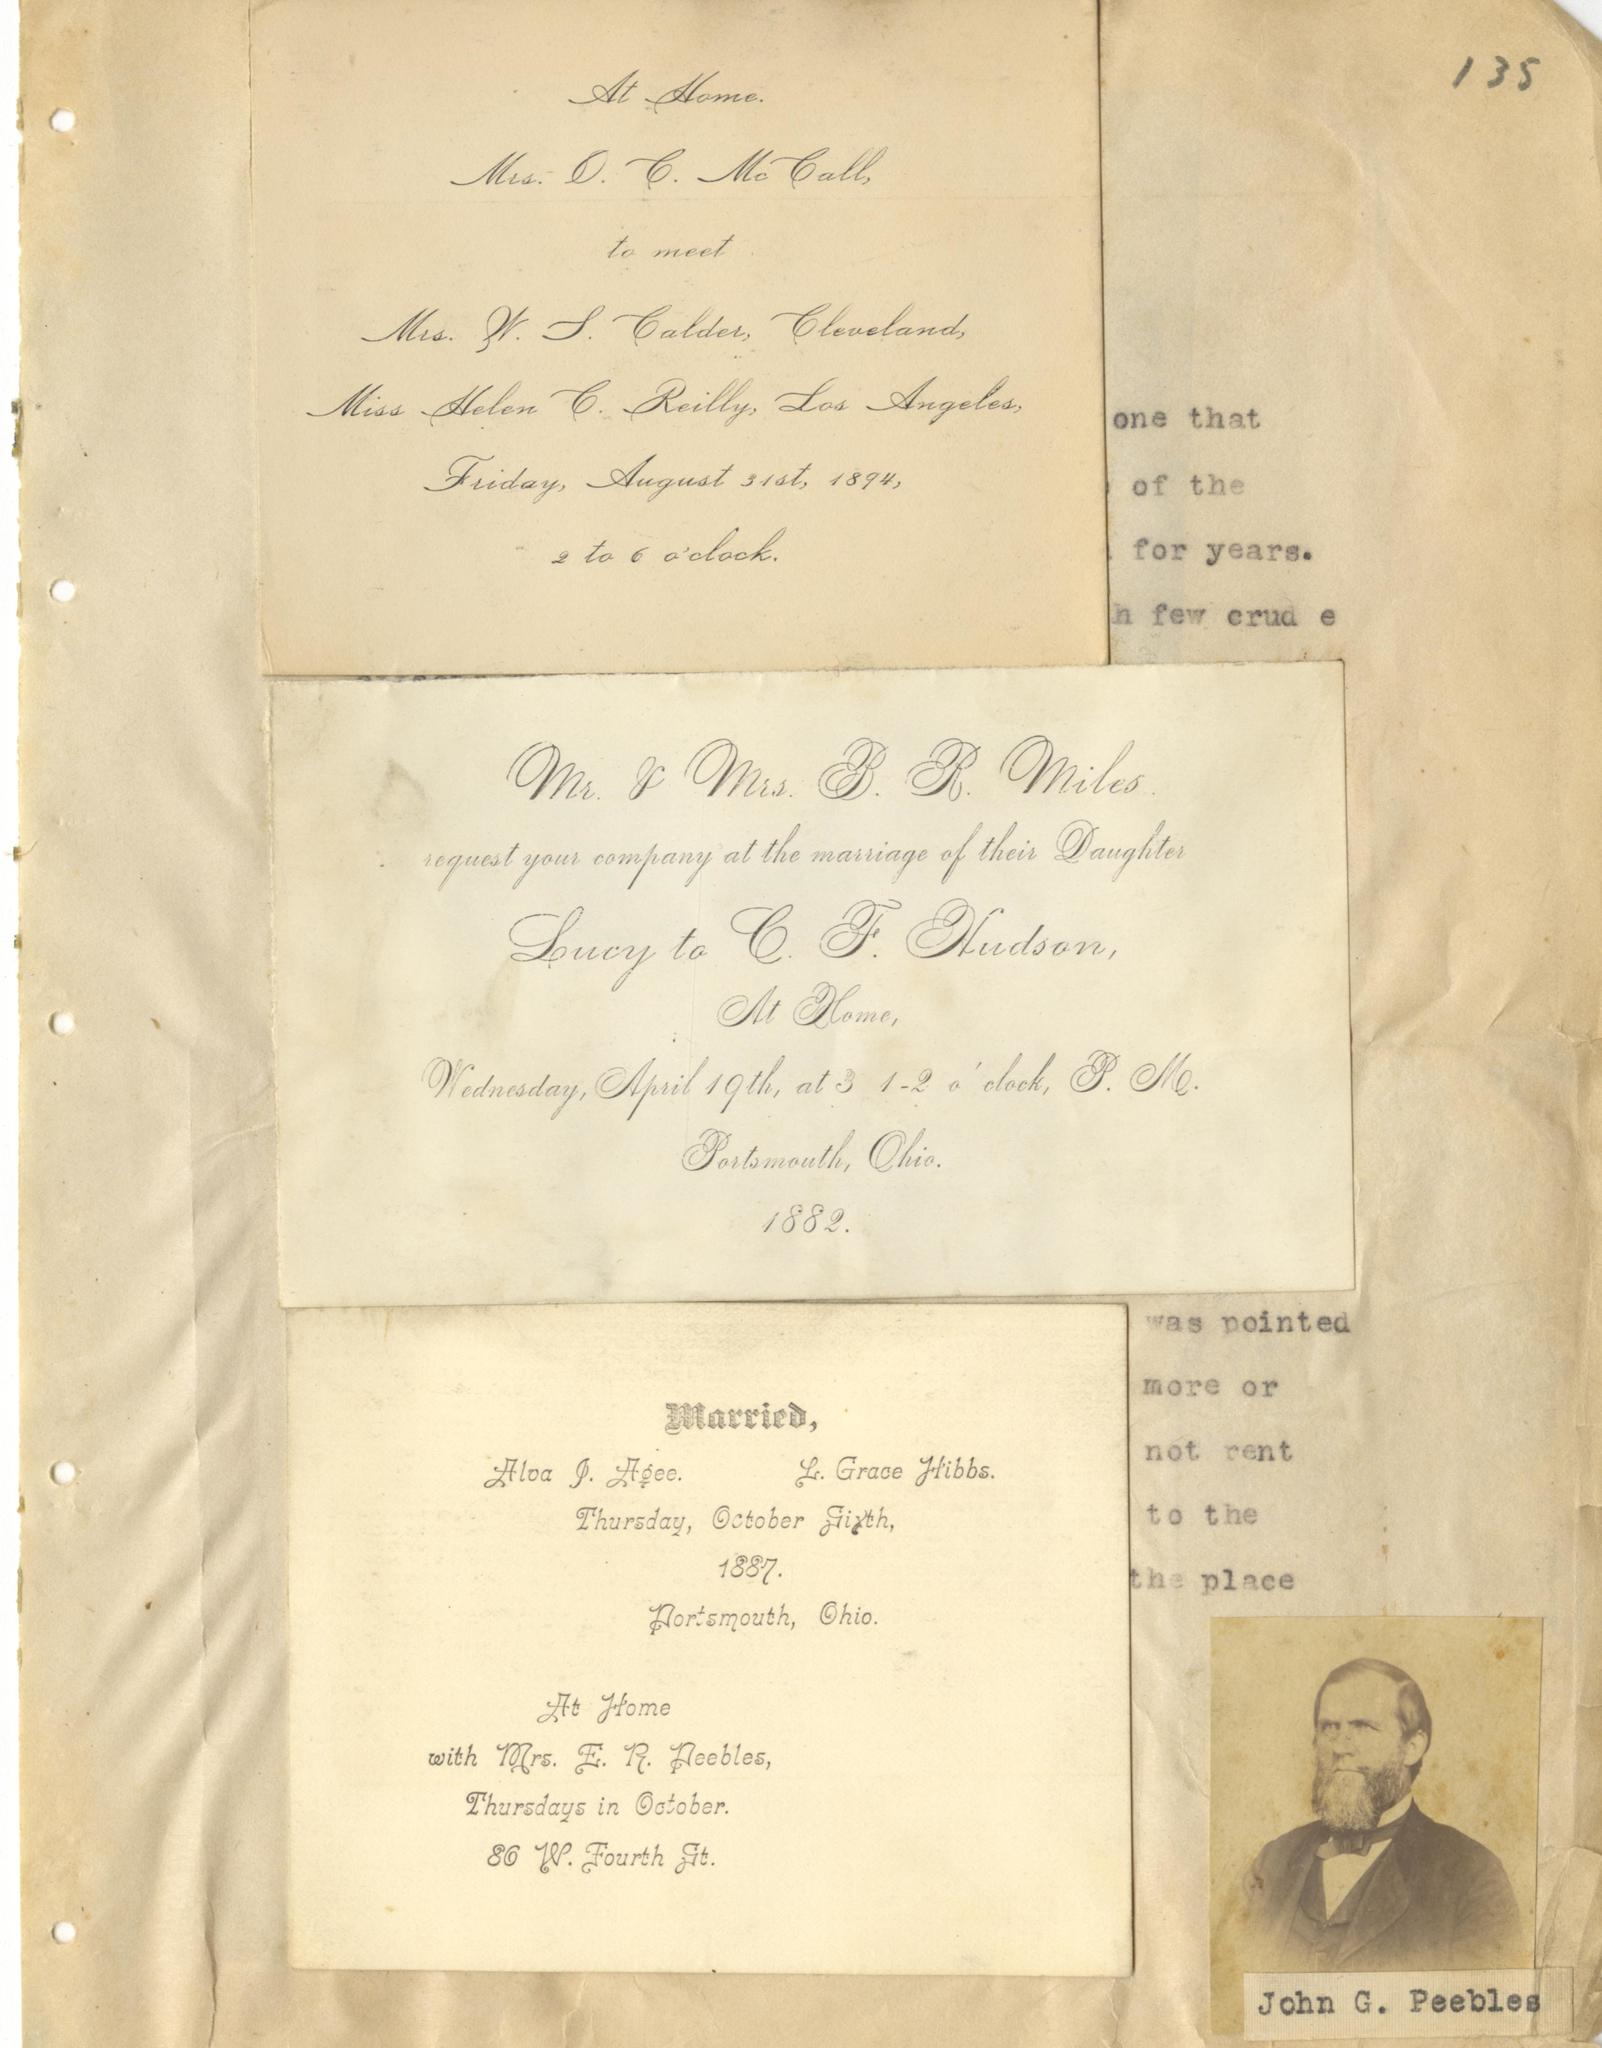 135
At Home.
Mrs. O. C. McCall,
to meet
Mrs. W. S. Calder, Cleveland,
Miss Helen C. Reilly, Los Angeles,
Friday, August 31st, 1894,
2 to 6 o'clock.
one that
of the
for years.
h few crud e
Mr. & Mrs. B. R. Miles
request your company at the marriage of their Daughter
Lucy to C. F. Hudson,
At Home,
Wednesday, April 19th, at 3 1-2 o'clock, P. M.
Portsmouth, Ohio.
1882.
was pointed
more or
not rent
to the
the place
Married,
Alva J. Agee. L. Grace Hibbs.
Thursday, October Sixth,
1887.
Portsmouth, Ohio.
At Home
with Mrs. E. R. Peebles,
Thursdays in October.
86 W. Fourth St.
John G. Peebles